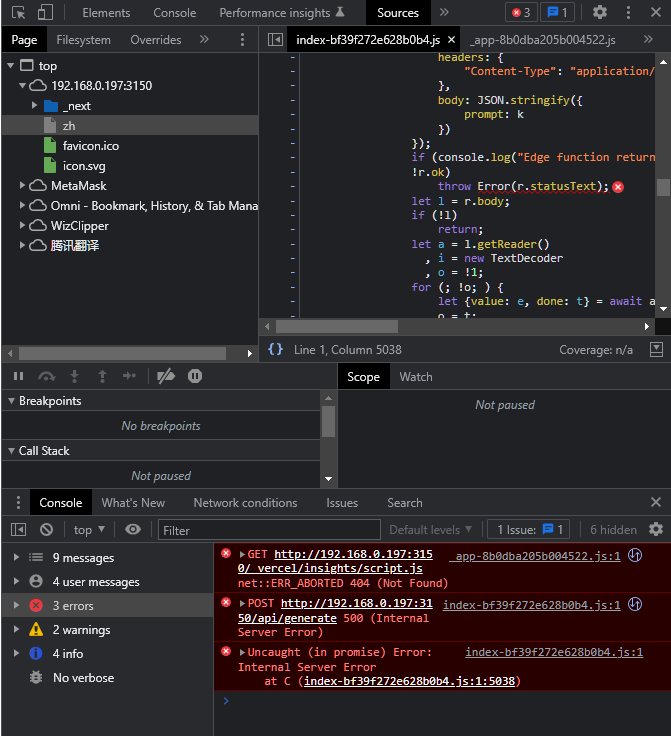 Elements Console Performance insights Sources » 3 1
Page Filesystem Overrides »
index-bf39f272e628b0b4.js × _app-8b0dba205b004522.js »
top
192.168.0.197:3150
_next
zh
favicon.ico
icon.svg
MetaMask
Omni - Bookmark, History, & Tab Mana
WizClipper
腾讯翻译
headers: {
"Content-Type": "application/
},
body: JSON.stringify({
prompt: k
})
});
if (console.log("Edge function return
!r.ok)
throw Error(r.statusText);
let l = r.body;
if (!l)
return;
let a = l.getReader()
, i = new TextDecoder
, o = !1;
for (; !o; ) {
let {value: e, done: t} = await a
o = t;
{} Line 1, Column 5038 Coverage: n/a
Breakpoints
No breakpoints
Call Stack
Not paused
Scope Watch
Not paused
Console What's New Network conditions Issues Search
top Filter Default levels 1 Issue: 1 6 hidden
9 messages
4 user messages
3 errors
2 warnings
4 info
No verbose
GET http://192.168.0.197:315 _app-8b0dba205b004522.js:1
0/_vercel/insights/script.js
net::ERR_ABORTED 404 (Not Found)
POST http://192.168.0.197:31 index-bf39f272e628b0b4.js:1
50/api/generate 500 (Internal
Server Error)
Uncaught (in promise) Error: index-bf39f272e628b0b4.js:1
Internal Server Error
at C (index-bf39f272e628b0b4.js:1:5038)